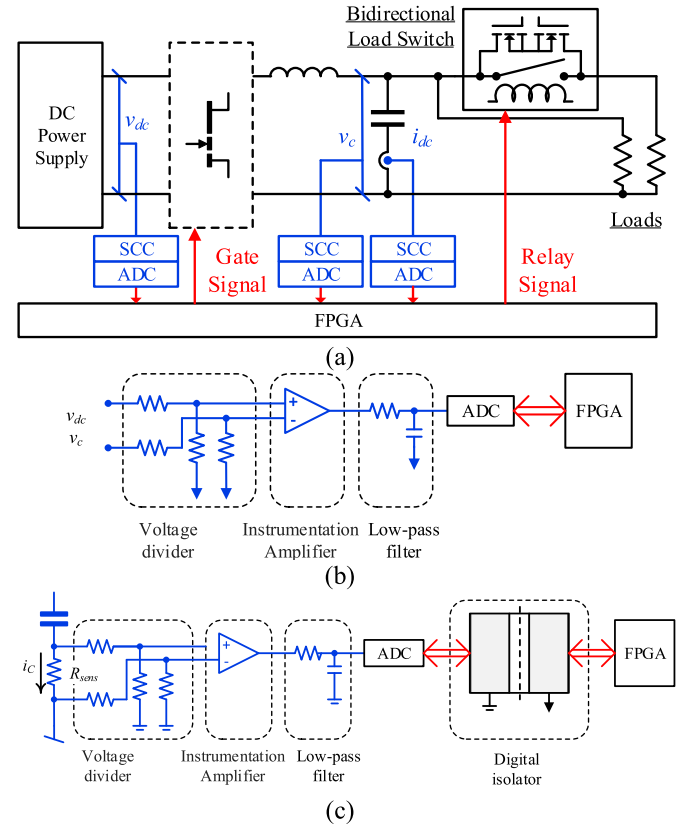 Bidirectional
Load Switch
(a)
DC
Power
Supply
v_dc
v_c
i_dc
Loads
SCC
ADC
Gate
Signal
SCC
ADC
SCC
ADC
Relay
Signal
FPGA
(a)
v_dc
v_c
+
-
ADC
FPGA
Voltage
divider
Instrumentation
Amplifier
Low-pass
filter
(b)
i_C
R_sens
+
-
ADC
FPGA
Voltage
divider
Instrumentation
Amplifier
Low-pass
filter
Digital
isolator
(c)